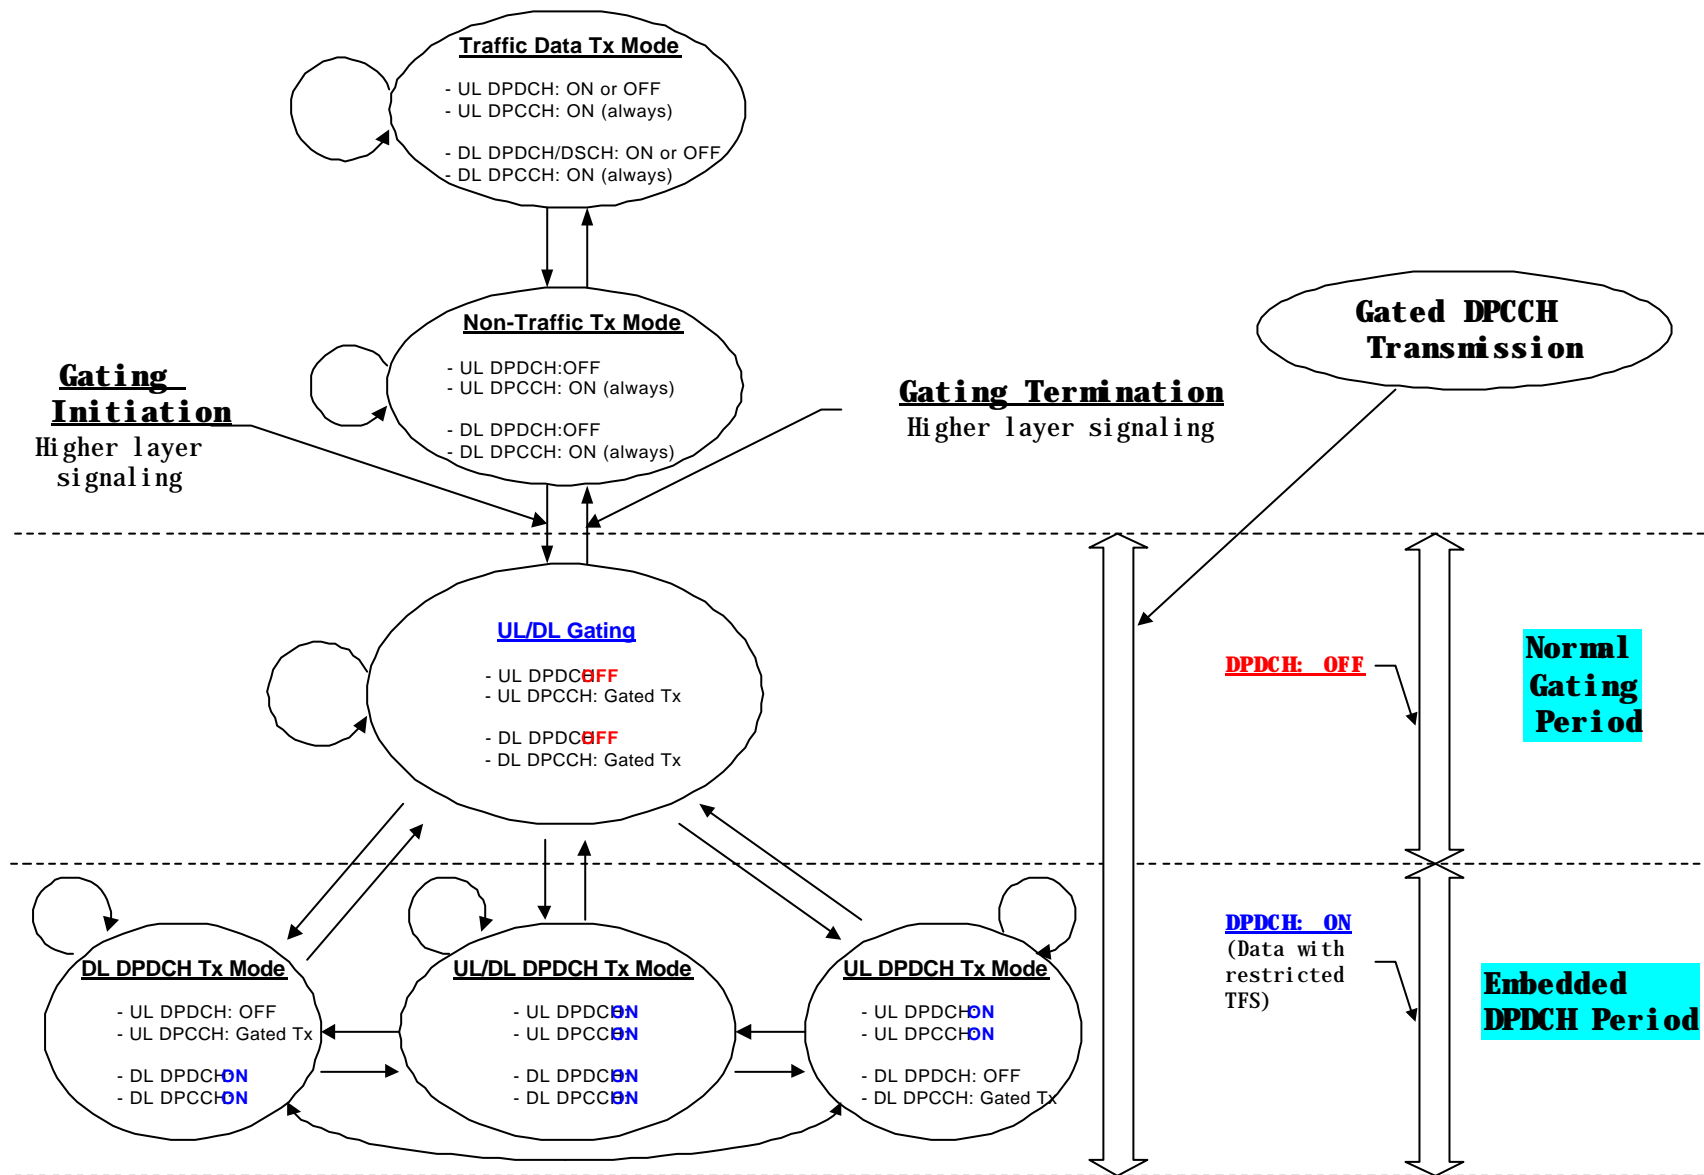 Traffic Data Tx Mode
- UL DPDCH: ON or OFF
- UL DPCCH: ON (always)
- DL DPDCH/DSCH: ON or OFF
- DL DPCCH: ON (always)
Non-Traffic Tx Mode
- UL DPDCH:OFF
- UL DPCCH: ON (always)
- DL DPDCH:OFF
- DL DPCCH: ON (always)
Gating
Initiation
Higher layer
signaling
Gating Termination
Higher layer signaling
Gated DPCCH
Transmission
UL/DL Gating
- UL DPDCH:OFF
- UL DPCCH: Gated Tx
- DL DPDCH:OFF
- DL DPCCH: Gated Tx
DPDCH: OFF
Normal
Gating
Period
DL DPDCH Tx Mode
- UL DPDCH: OFF
- UL DPCCH: Gated Tx
- DL DPDCH:ON
- DL DPCCH:ON
UL/DL DPDCH Tx Mode
- UL DPDCH:ON
- UL DPCCH:ON
- DL DPDCH:ON
- DL DPCCH:ON
UL DPDCH Tx Mode
- UL DPDCH:ON
- UL DPCCH:ON
- DL DPDCH: OFF
- DL DPCCH: Gated Tx
DPDCH: ON
(Data with
restricted
TFS)
Embedded
DPDCH Period